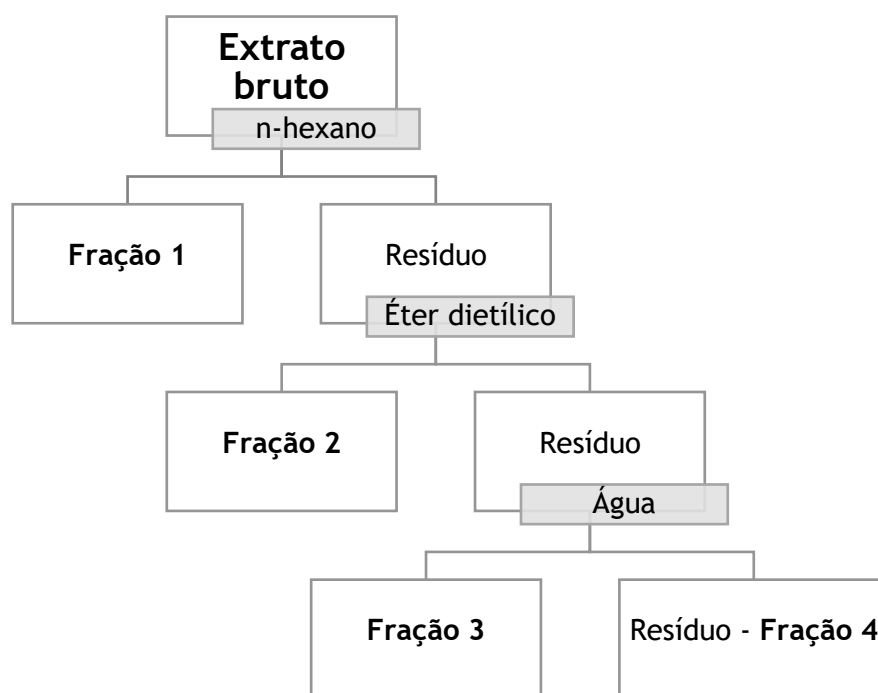 Extrato
bruto
n-hexano
Fração 1
Resíduo
Éter dietílico
Fração 2
Resíduo
Água
Fração 3
Resíduo - Fração 4